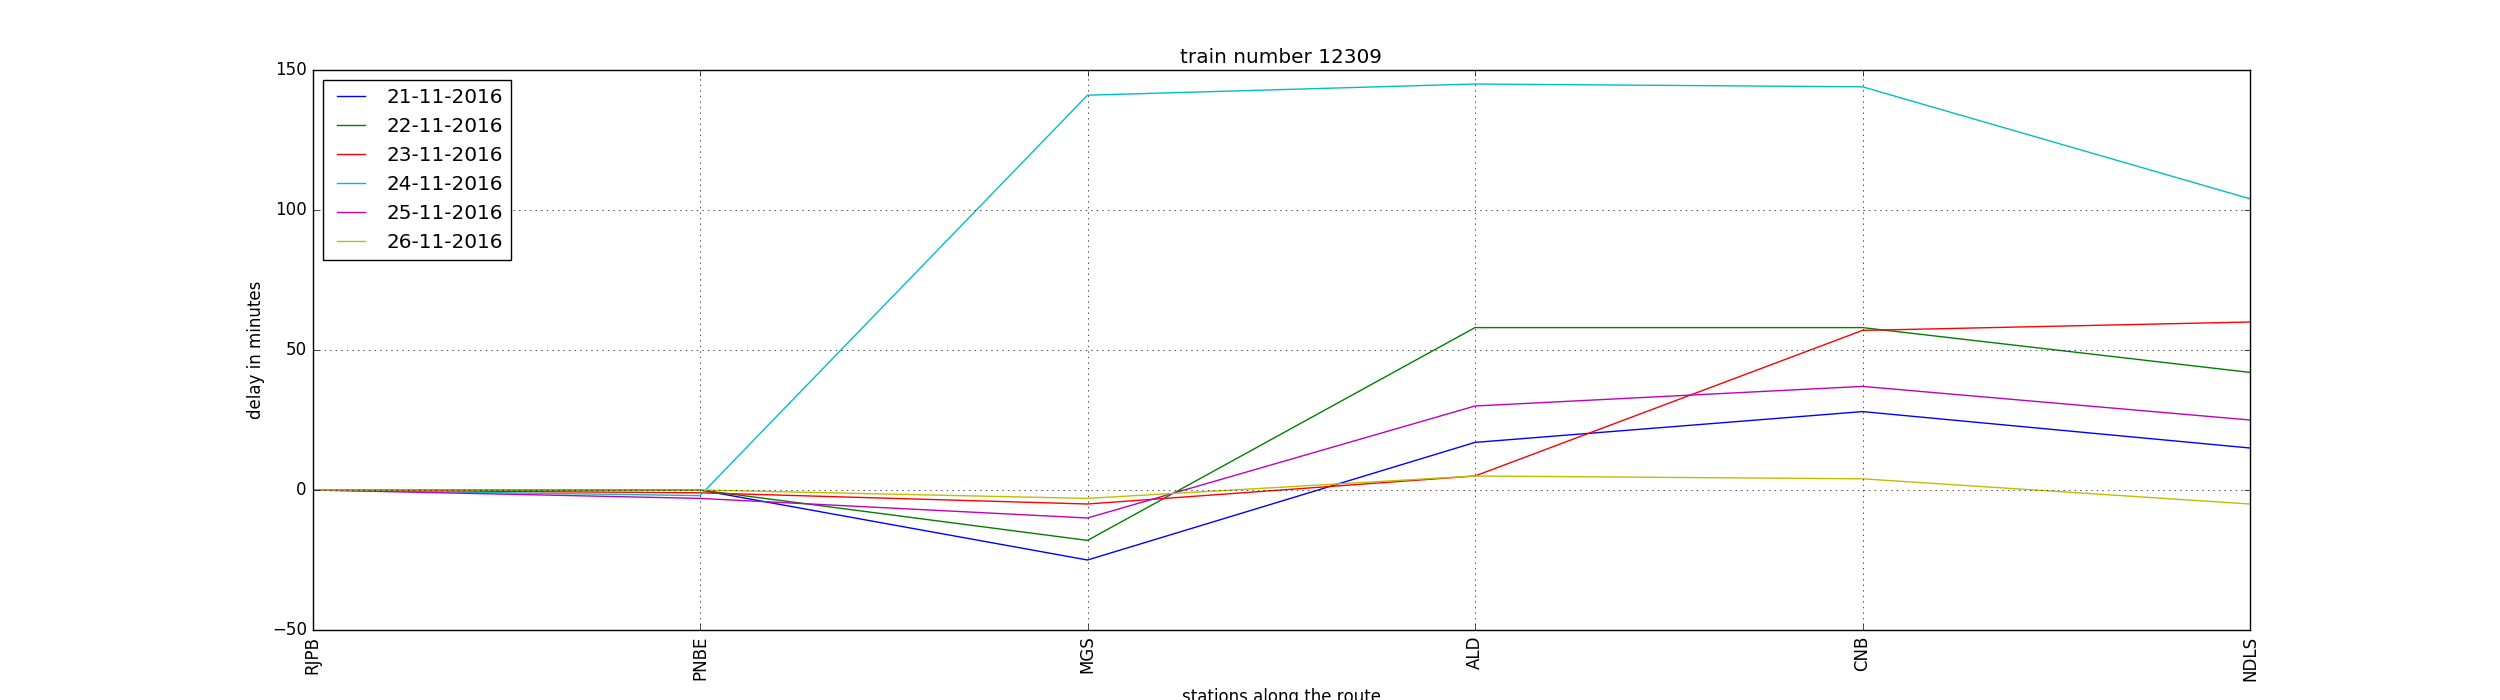 train number 12309
150
100
50
0
−50
delay in minutes
21-11-2016
22-11-2016
23-11-2016
24-11-2016
25-11-2016
26-11-2016
RJPB
PNBE
MGS
ALD
CNB
NDLS
stations along the route